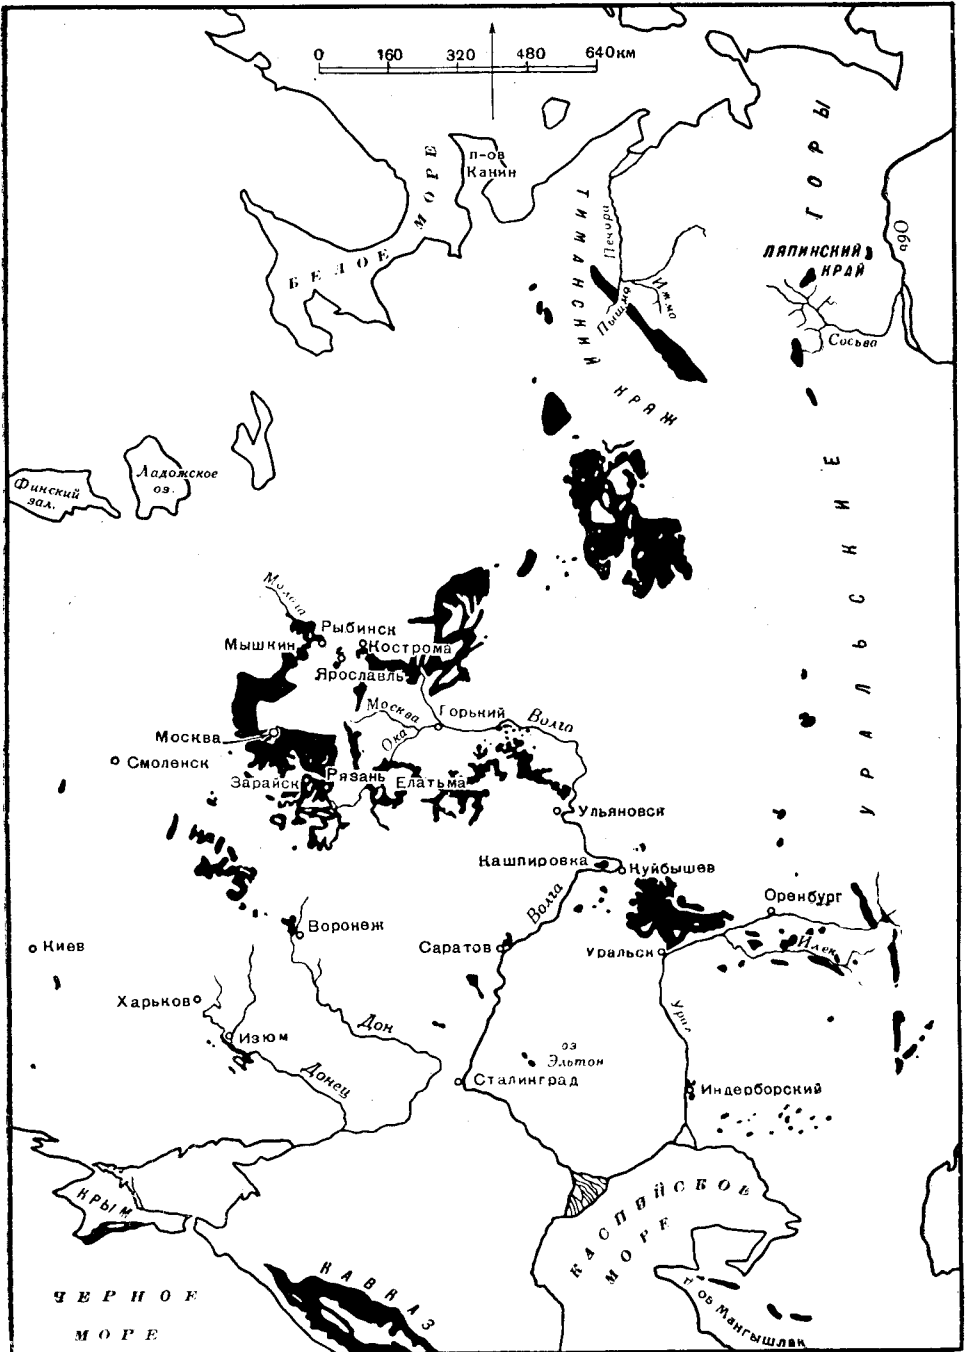 0 160 320 480 640 км
п-ов
Канин
БЕЛОЕ МОРЕ
ТИМАНСКИЙ КРЯЖ
Печора
Ижма
Пышма
УРАЛЬСКИЕ ГОРЫ
Обь
ЛЯПИНСКИЙ
КРАЙ
Сосьва
Ладожское
оз.
Финский
зал.
Молога
Рыбинск
Мышкин
Кострома
Ярославль
Москва
Горький
Волга
Ока
Москва
Смоленск
Зарайск
Рязань
Елатьма
Ульяновск
Кашпировка
Куйбышев
Волга
Оренбург
Воронеж
Киев
Саратов
Уральск
Илек
Харьков
Урал
Дон
Изюм
оз
Эльтон
Донец
Сталинград
Индерборский
КРЫМ
КАСПИЙСКОЕ
МОРЕ
КАВКАЗ
ЧЕРНОЕ
МОРЕ
п-ов Мангышлак